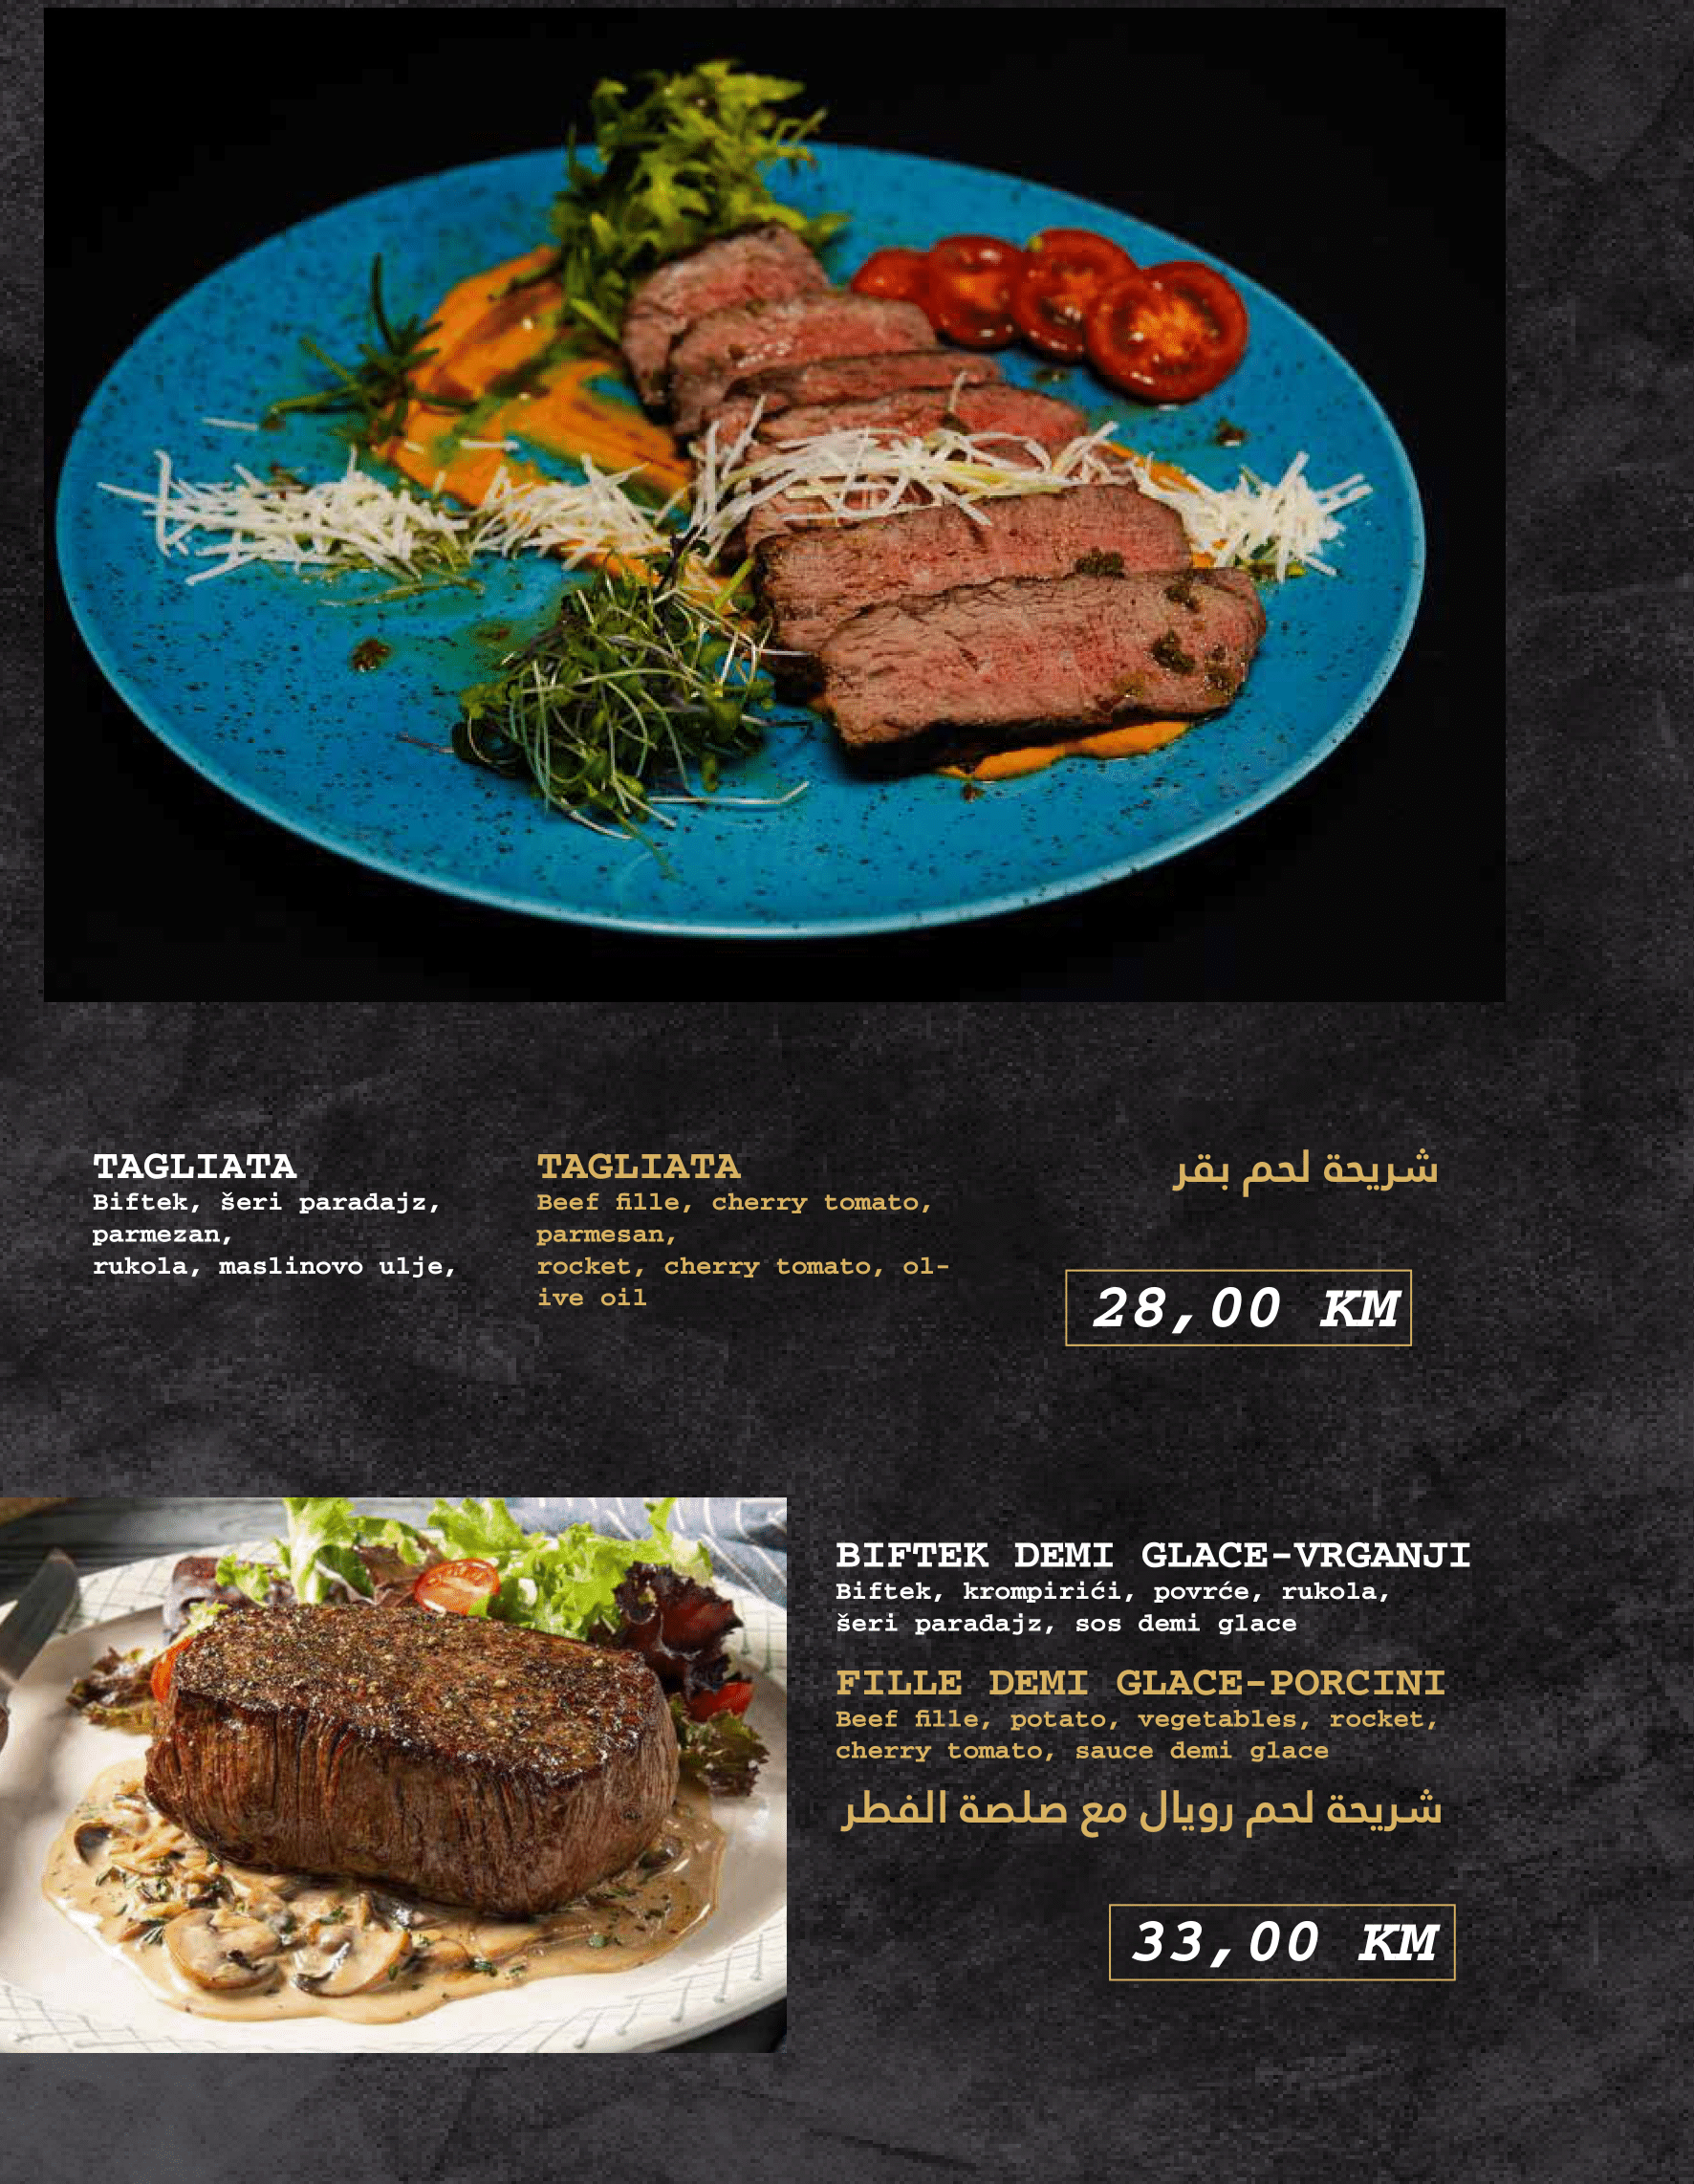 TAGLIATA
Biftek, šeri paradajz,
parmezan,
rukola, maslinovo ulje,
TAGLIATA
Beef fille, cherry tomato,
parmesan,
rocket, cherry tomato, ol-
ive oil
شريحة لحم بقر
28,00 KM
BIFTEK DEMI GLACE-VRGANJI
Biftek, krompirići, povrće, rukola,
šeri paradajz, sos demi glace
FILLE DEMI GLACE-PORCINI
Beef fille, potato, vegetables, rocket,
cherry tomato, sauce demi glace
شريحة لحم رويال مع صلصة الفطر
33,00 KM